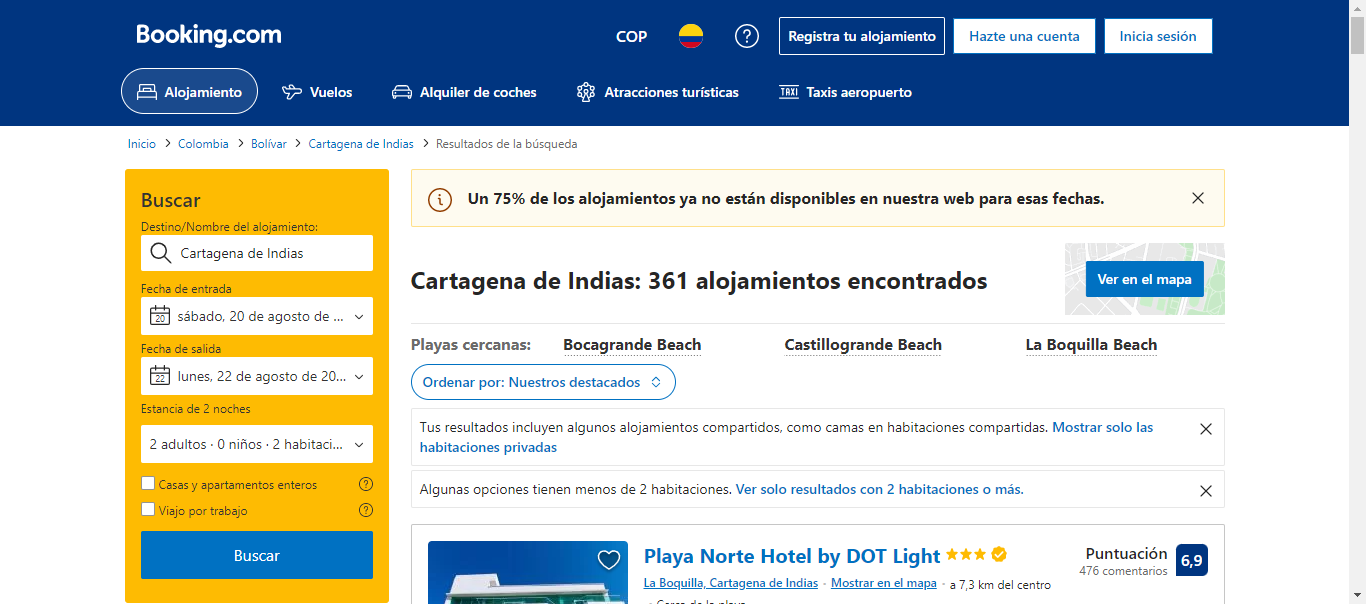 Booking.com
COP
Registra tu alojamiento
Hazte una cuenta
Inicia sesión
Alojamiento
Vuelos
Alquiler de coches
Atracciones turísticas
TAXI Taxis aeropuerto
Inicio > Colombia > Bolívar > Cartagena de Indias > Resultados de la búsqueda
Buscar
Destino/Nombre del alojamiento:
Cartagena de Indias
Fecha de entrada
20 sábado, 20 de agosto de ...
Fecha de salida
22 lunes, 22 de agosto de 20...
Estancia de 2 noches
2 adultos · 0 niños · 2 habitaci...
Casas y apartamentos enteros
Viajo por trabajo
Buscar
Un 75% de los alojamientos ya no están disponibles en nuestra web para esas fechas.
Cartagena de Indias: 361 alojamientos encontrados
Ver en el mapa
Playas cercanas:
Bocagrande Beach
Castillogrande Beach
La Boquilla Beach
Ordenar por: Nuestros destacados
Tus resultados incluyen algunos alojamientos compartidos, como camas en habitaciones compartidas. Mostrar solo las
habitaciones privadas
Algunas opciones tienen menos de 2 habitaciones. Ver solo resultados con 2 habitaciones o más.
Playa Norte Hotel by DOT Light
La Boquilla, Cartagena de Indias · Mostrar en el mapa · a 7,3 km del centro
Cerca de la playa
Puntuación
476 comentarios
6,9